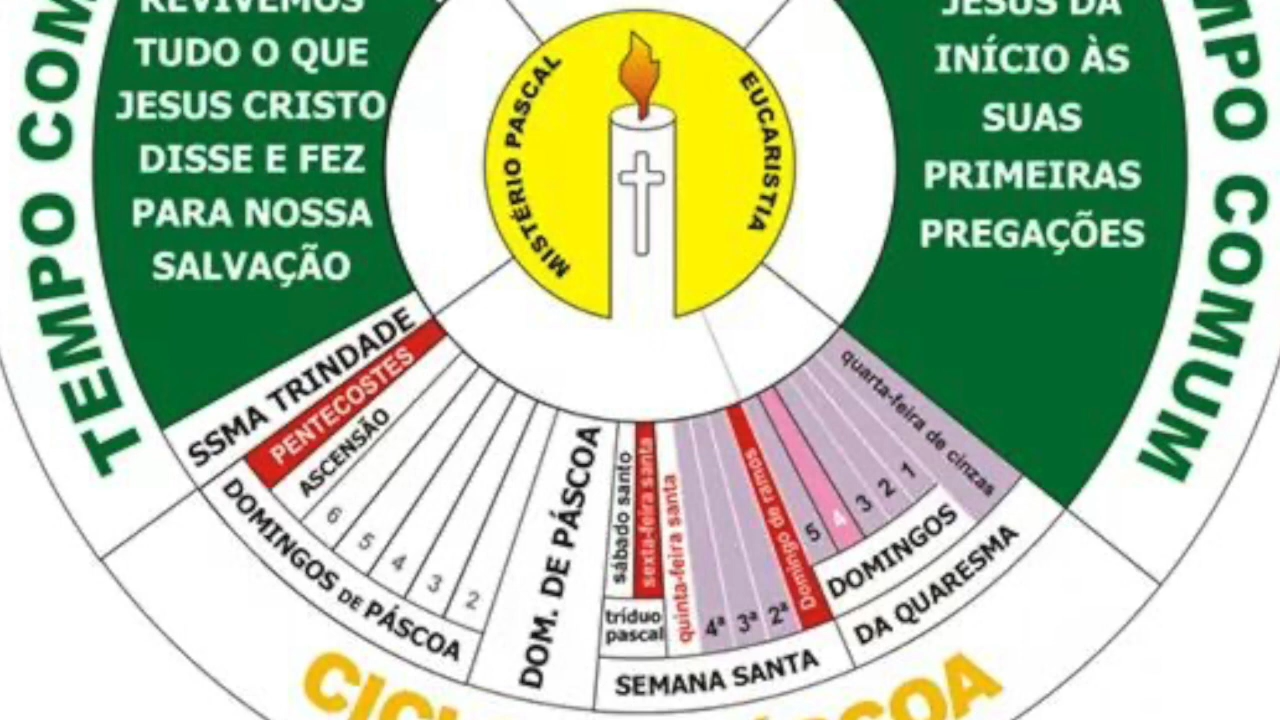 REVIVEMOS
TUDO O QUE
JESUS CRISTO
DISSE E FEZ
PARA NOSSA
SALVAÇÃO
MISTÉRIO PASCAL
EUCARISTIA
JESUS DÁ
INÍCIO ÀS
SUAS
PRIMEIRAS
PREGAÇÕES
TEMPO COM
MPO COMUM
SSMA TRINDADE
PENTECOSTES
ASCENSÃO
6
5
4
3
2
DOMINGOS DE PÁSCOA
DOM. DE PÁSCOA
sábado santo
sexta-feira santa
tríduo
pascal
quinta-feira santa
4ª
3ª
2ª
Domingo de ramos
SEMANA SANTA
5
4
3
2
1
quarta-feira de cinzas
DOMINGOS
DA QUARESMA